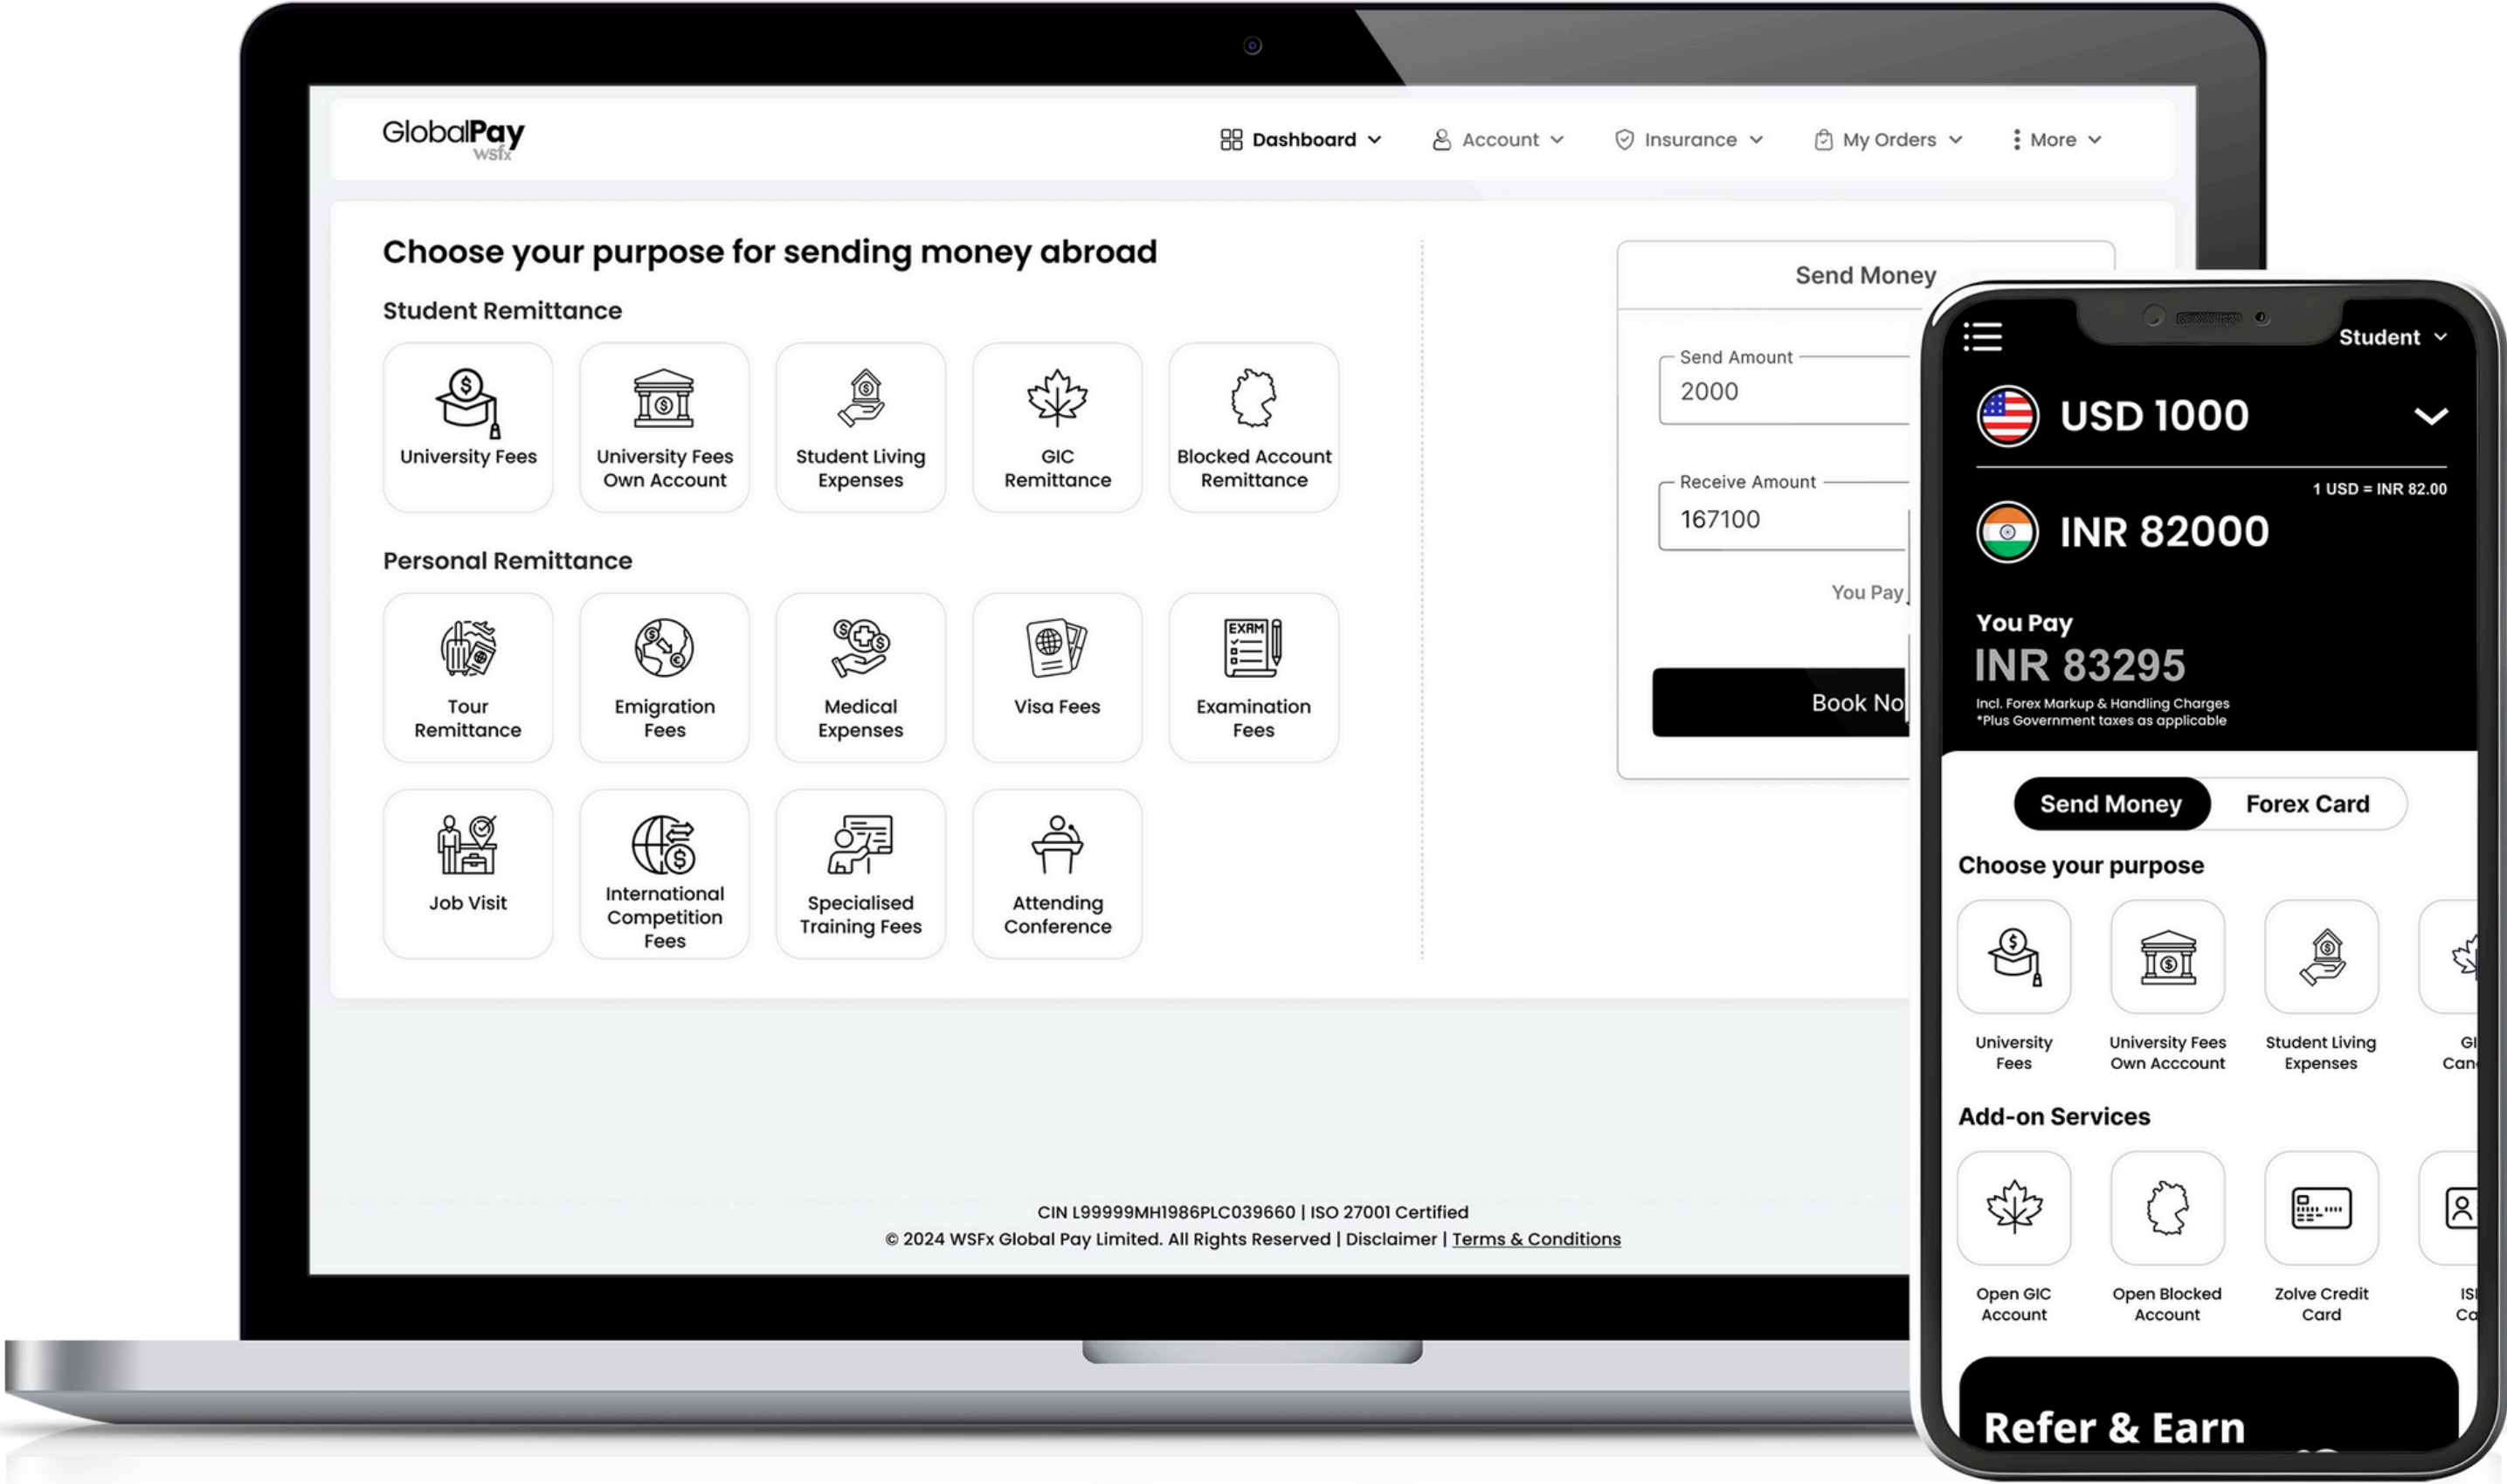 GlobalPay
wsfx
Dashboard
Account
Insurance
My Orders
More
Choose your purpose for sending money abroad
Student Remittance
University Fees
University Fees
Own Account
Student Living
Expenses
GIC
Remittance
Blocked Account
Remittance
Personal Remittance
Tour
Remittance
Emigration
Fees
Medical
Expenses
Visa Fees
EXAM
Examination
Fees
Job Visit
International
Competition
Fees
Specialised
Training Fees
Attending
Conference
Send Money
Send Amount
2000
Receive Amount
167100
You Pay
Book No
CIN L99999MH1986PLC039660 | ISO 27001 Certified
© 2024 WSFx Global Pay Limited. All Rights Reserved | Disclaimer | Terms & Conditions
Student
USD 1000
1 USD = INR 82.00
INR 82000
You Pay
INR 83295
Incl. Forex Markup & Handling Charges
*Plus Government taxes as applicable
Send Money
Forex Card
Choose your purpose
University
Fees
University Fees
Own Acccount
Student Living
Expenses
GI
Can
Add-on Services
Open GIC
Account
Open Blocked
Account
Zolve Credit
Card
ISI
Ca
Refer & Earn